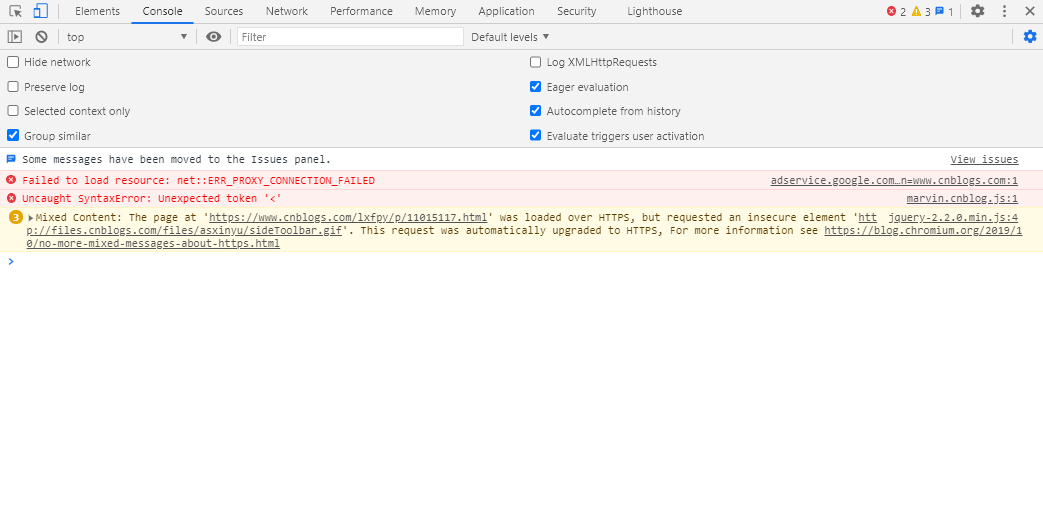 Elements Console Sources Network Performance Memory Application Security Lighthouse 2 3 1
top Filter Default levels
Hide network Log XMLHttpRequests
Preserve log Eager evaluation
Selected context only Autocomplete from history
Group similar Evaluate triggers user activation
Some messages have been moved to the Issues panel. View issues
Failed to load resource: net::ERR_PROXY_CONNECTION_FAILED adservice.google.com…n=www.cnblogs.com:1
Uncaught SyntaxError: Unexpected token '<' marvin.cnblog.js:1
3 Mixed Content: The page at 'https://www.cnblogs.com/lxfpy/p/11015117.html' was loaded over HTTPS, but requested an insecure element 'htt jquery-2.2.0.min.js:4
p://files.cnblogs.com/files/asxinyu/sideToolbar.gif'. This request was automatically upgraded to HTTPS, For more information see https://blog.chromium.org/2019/1
0/no-more-mixed-messages-about-https.html